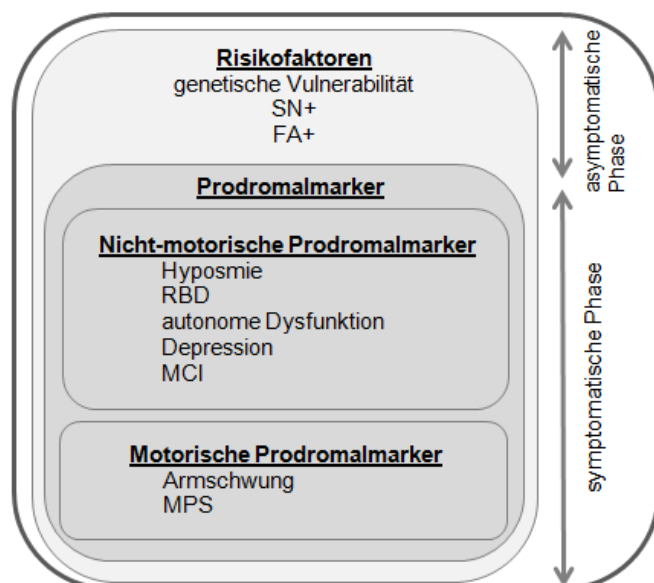 Risikofaktoren
genetische Vulnerabilität
SN+
FA+
Prodromalmarker
Nicht-motorische Prodromalmarker
Hyposmie
RBD
autonome Dysfunktion
Depression
MCI
Motorische Prodromalmarker
Armschwung
MPS
asymptomatische
Phase
symptomatische Phase